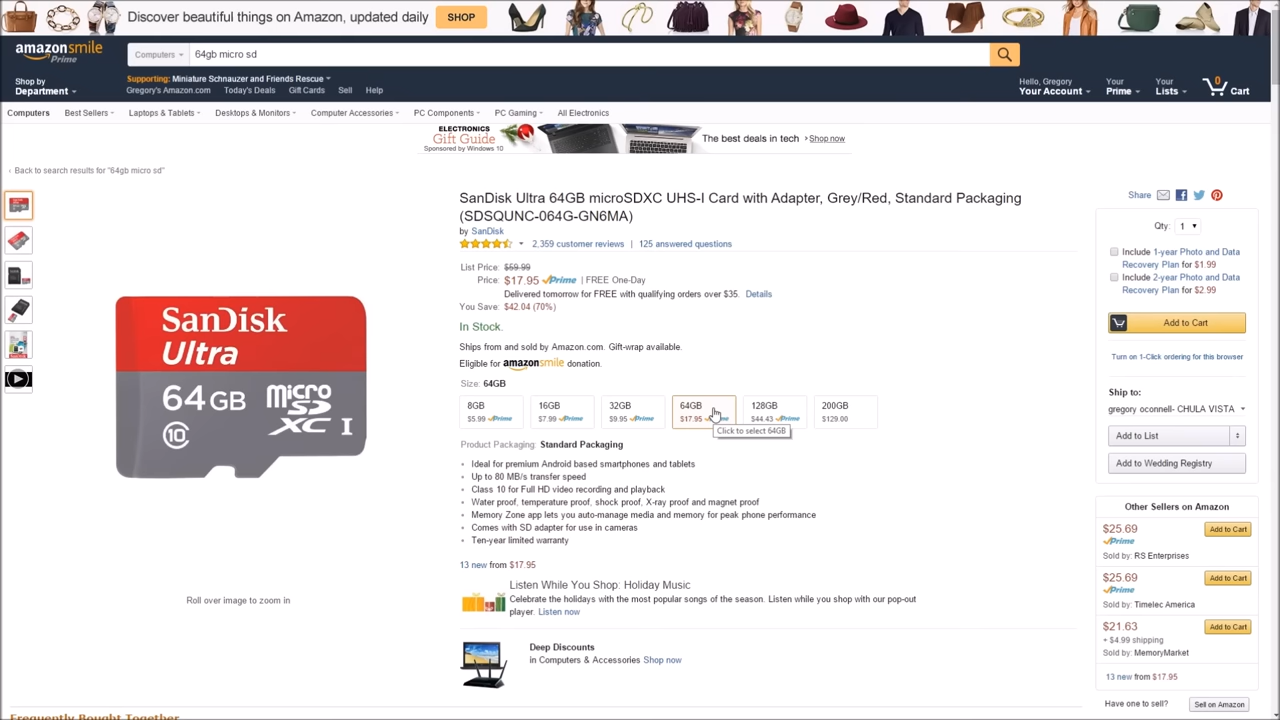 Discover beautiful things on Amazon, updated daily
SHOP
amazonsmile
Prime
Computers
64gb micro sd
Shop by
Department
Supporting: Miniature Schnauzer and Friends Rescue
Gregory's Amazon.com Today's Deals Gift Cards Sell Help
Hello, Gregory
Your Account
Your
Prime
Your
Lists
0
Cart
Computers Best Sellers Laptops & Tablets Desktops & Monitors Computer Accessories PC Components PC Gaming All Electronics
ELECTRONICS
Gift Guide
Sponsored by Windows 10
The best deals in tech › Shop now
‹ Back to search results for "64gb micro sd"
SanDisk
Ultra
64GB
micro
SD
XC I
10
Roll over image to zoom in
SanDisk Ultra 64GB microSDXC UHS-I Card with Adapter, Grey/Red, Standard Packaging
(SDSQUNC-064G-GN6MA)
by SanDisk
2,359 customer reviews | 125 answered questions
List Price: $59.99
Price: $17.95 Prime | FREE One-Day
Delivered tomorrow for FREE with qualifying orders over $35. Details
You Save: $42.04 (70%)
In Stock.
Ships from and sold by Amazon.com. Gift-wrap available.
Eligible for amazonsmile donation.
Size: 64GB
8GB
$5.99 Prime
16GB
$7.99 Prime
32GB
$9.95 Prime
64GB
$17.95
128GB
$44.43 Prime
200GB
$129.00
Click to select 64GB
Product Packaging: Standard Packaging
Ideal for premium Android based smartphones and tablets
Up to 80 MB/s transfer speed
Class 10 for Full HD video recording and playback
Water proof, temperature proof, shock proof, X-ray proof and magnet proof
Memory Zone app lets you auto-manage media and memory for peak phone performance
Comes with SD adapter for use in cameras
Ten-year limited warranty
13 new from $17.95
Listen While You Shop: Holiday Music
Celebrate the holidays with the most popular songs of the season. Listen while you shop with our pop-out
player. Listen now
Deep Discounts
in Computers & Accessories Shop now
Frequently Bought Together
Share
Qty: 1
Include 1-year Photo and Data
Recovery Plan for $1.99
Include 2-year Photo and Data
Recovery Plan for $2.99
Add to Cart
Turn on 1-Click ordering for this browser
Ship to:
gregory oconnell- CHULA VISTA
Add to List
Add to Wedding Registry
Other Sellers on Amazon
$25.69
Add to Cart
Prime
Sold by: RS Enterprises
$25.69
Add to Cart
Prime
Sold by: Timelec America
$21.63
Add to Cart
+ $4.99 shipping
Sold by: MemoryMarket
13 new from $17.95
Have one to sell?
Sell on Amazon